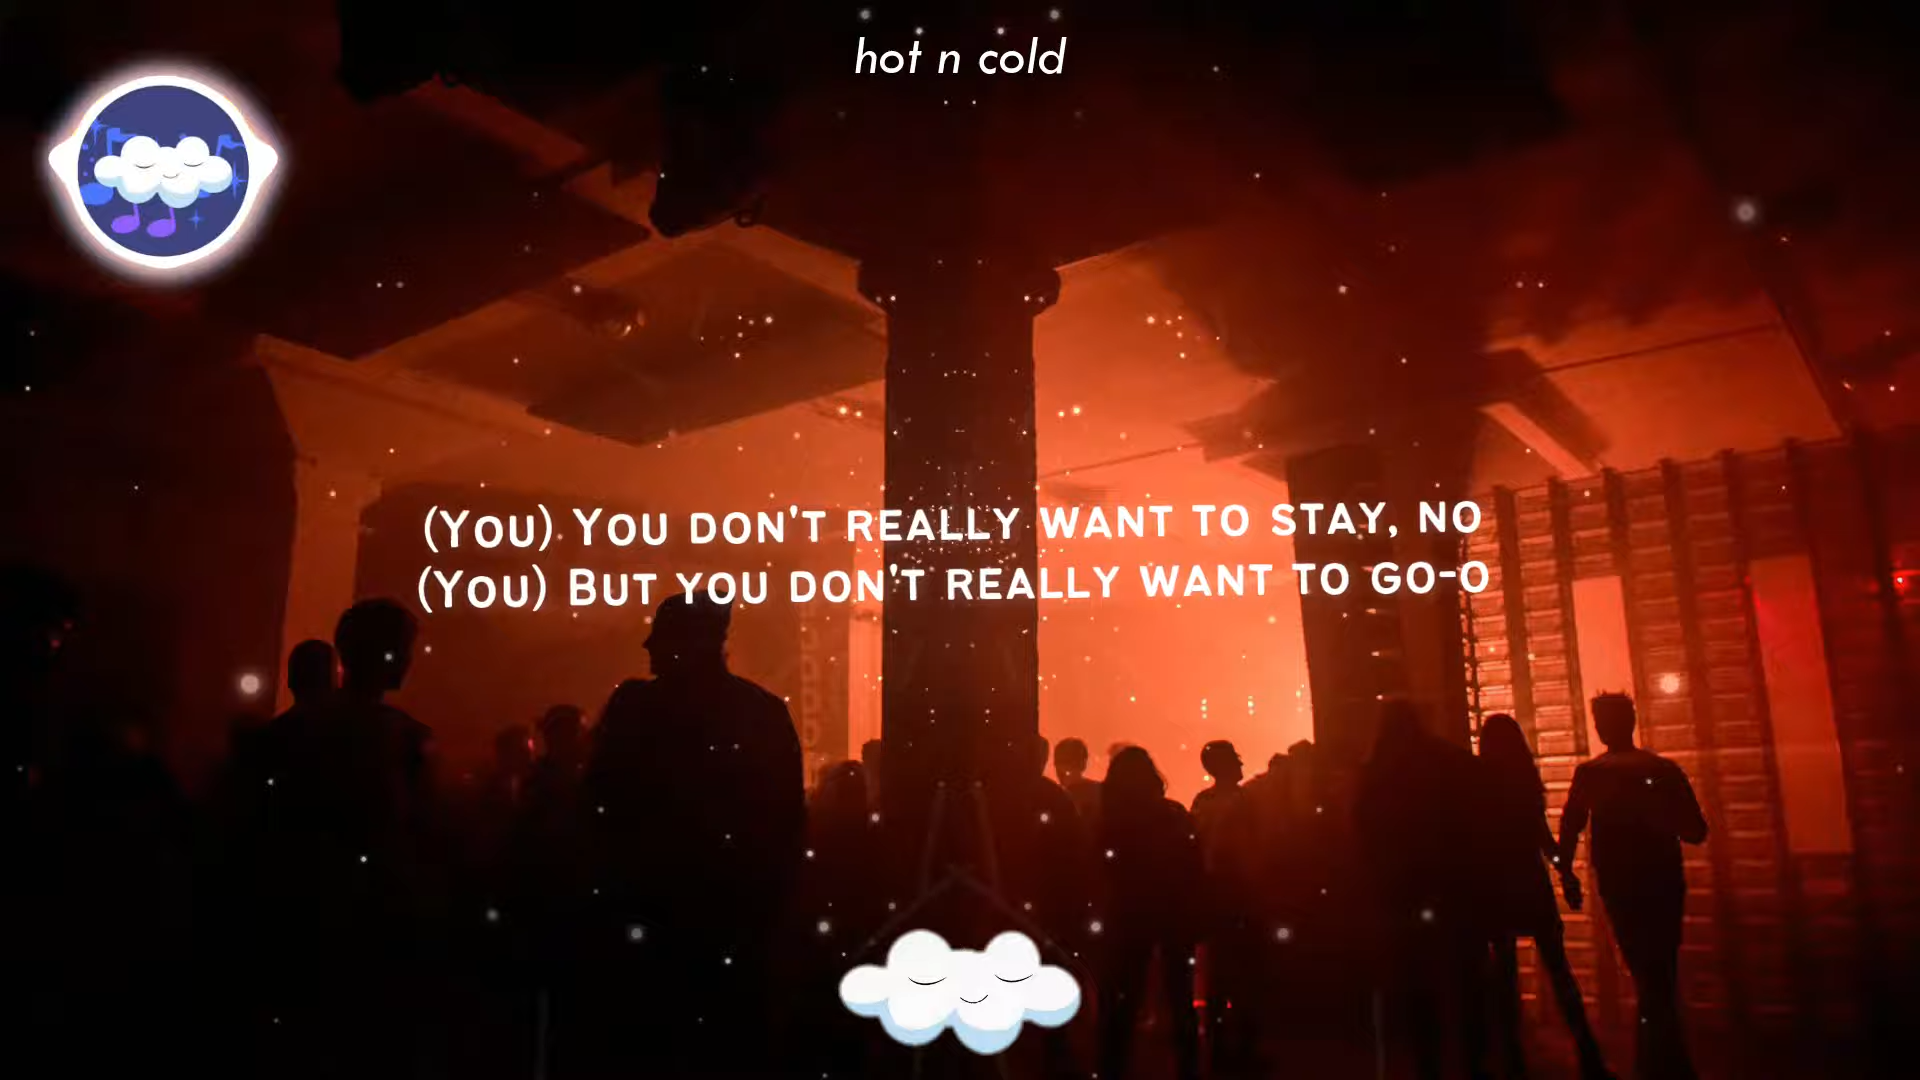 hot n cold
(You) You don't really want to stay, no
(You) But you don't really want to go-o